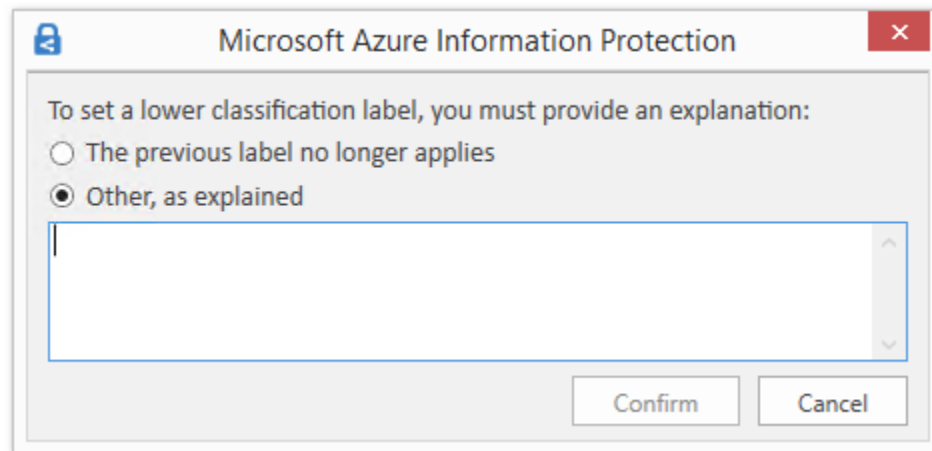 Microsoft Azure Information Protection
To set a lower classification label, you must provide an explanation:
The previous label no longer applies
Other, as explained
Confirm Cancel